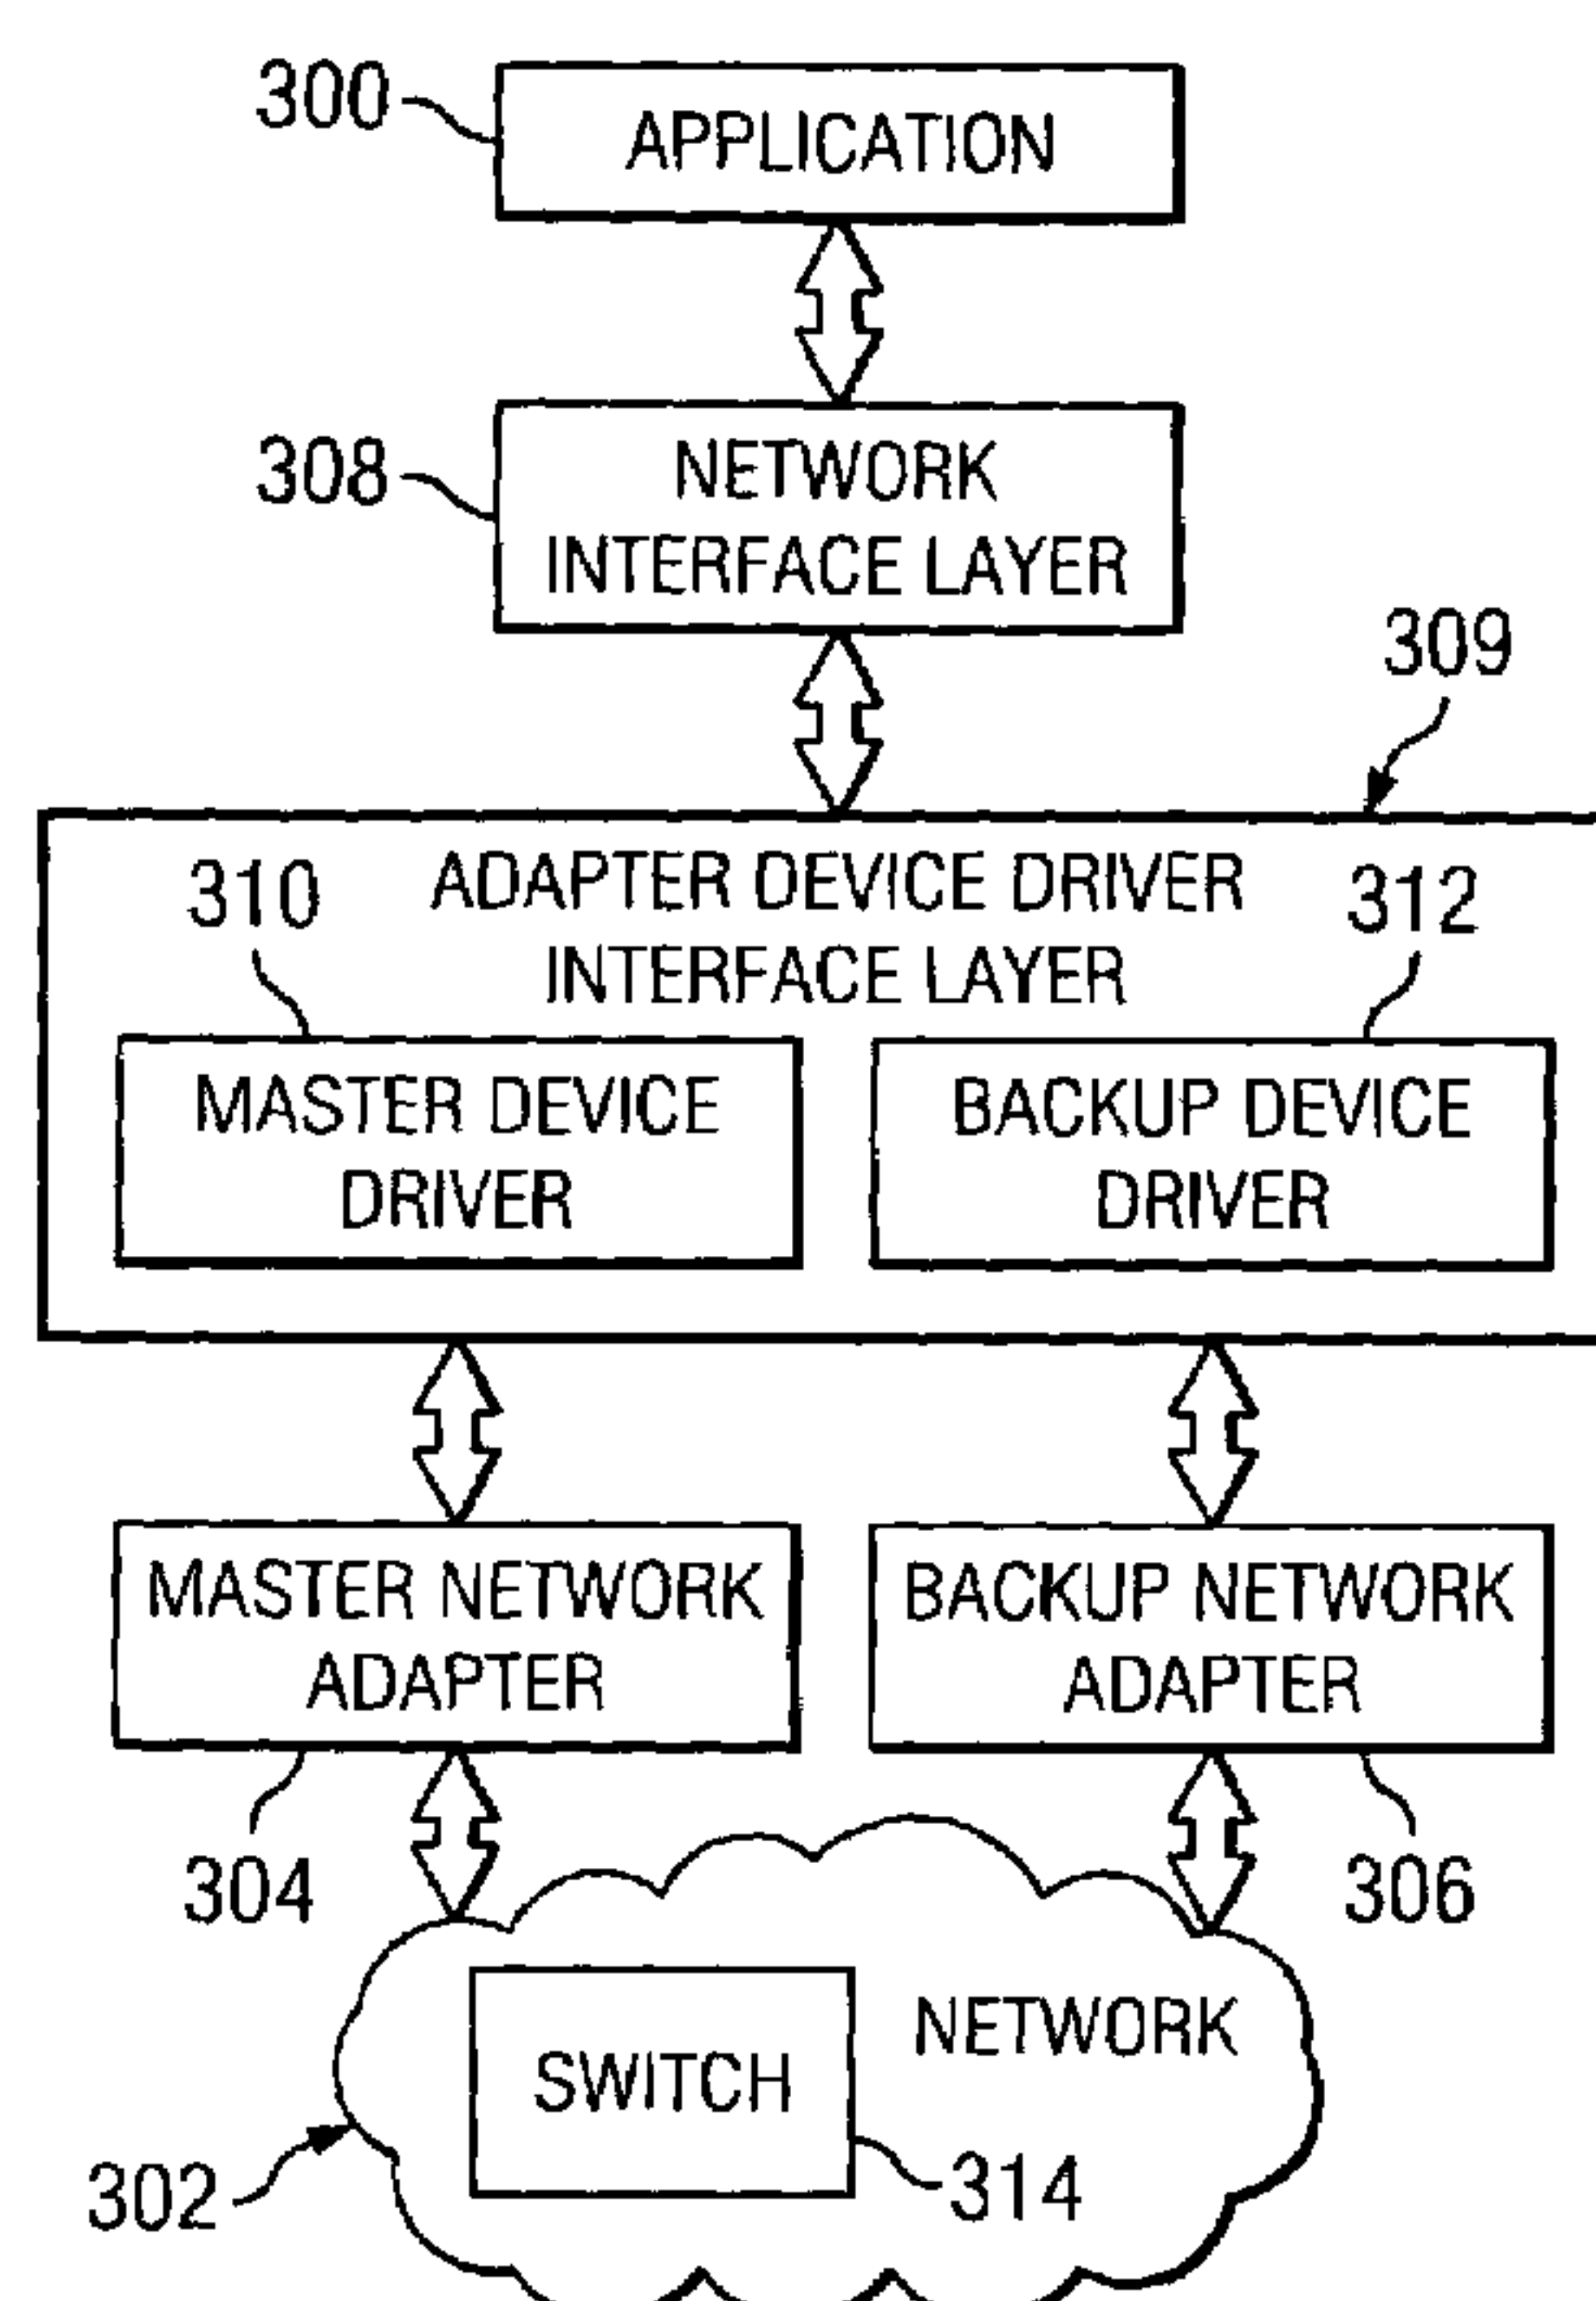 300
APPLICATION
308
NETWORK
INTERFACE LAYER
309
310
ADAPTER DEVICE DRIVER
INTERFACE LAYER
312
MASTER DEVICE
DRIVER
BACKUP DEVICE
DRIVER
MASTER NETWORK
ADAPTER
BACKUP NETWORK
ADAPTER
304
306
NETWORK
SWITCH
302
314